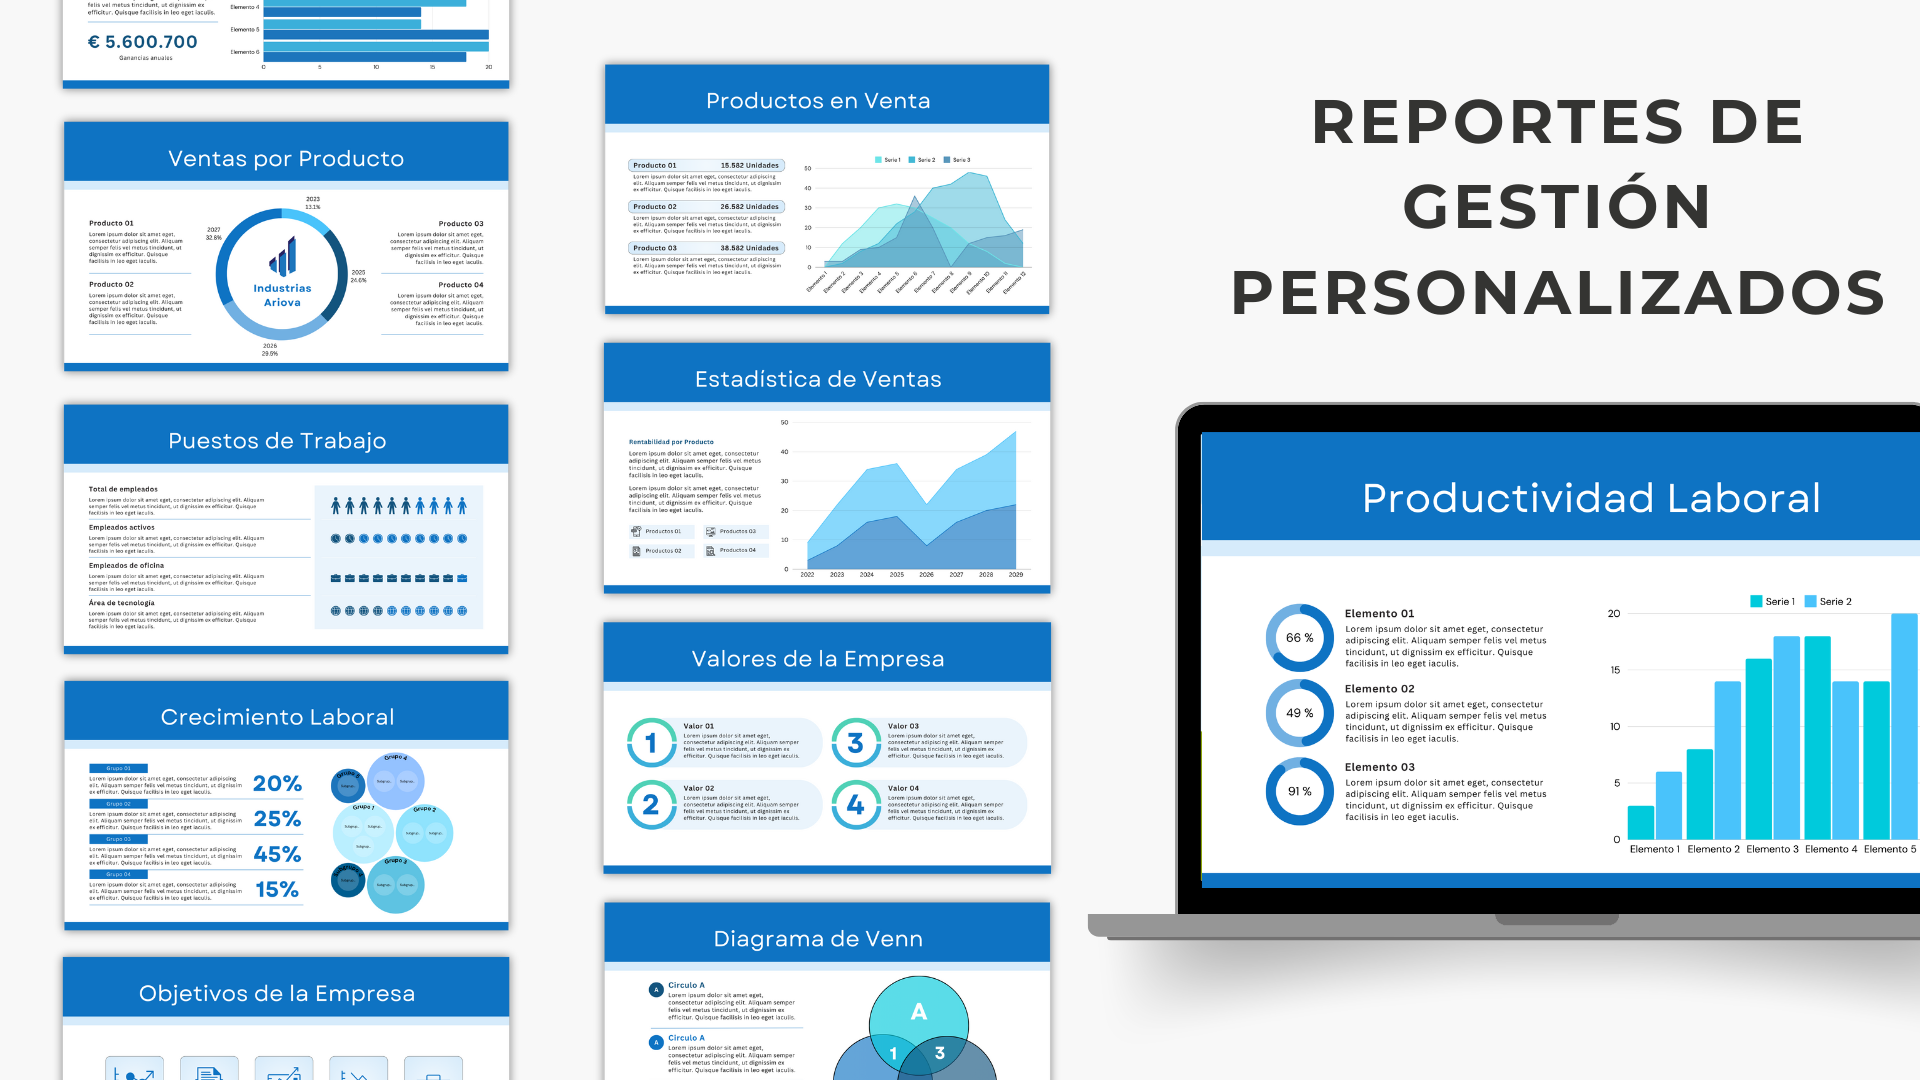 felis vel metus tincidunt, ut dignissim ex
efficitur. Quisque facilisis in leo eget iaculis.
€ 5.600.700
Ganancias anuales
Elemento 4
Elemento 5
Elemento 6
0 5 10 15 20
Ventas por Producto
Producto 01
Lorem ipsum dolor sit amet eget,
consectetur adipiscing elit. Aliquam
semper felis vel metus tincidunt, ut
dignissim ex efficitur. Quisque
facilisis in leo eget iaculis.
Producto 02
Lorem ipsum dolor sit amet eget,
consectetur adipiscing elit. Aliquam
semper felis vel metus tincidunt, ut
dignissim ex efficitur. Quisque
facilisis in leo eget iaculis.
2023
13.1%
2027
32.8%
2025
24.6%
2026
29.5%
Industrias
Ariova
Producto 03
Lorem ipsum dolor sit amet eget,
consectetur adipiscing elit. Aliquam
semper felis vel metus tincidunt, ut
dignissim ex efficitur. Quisque
facilisis in leo eget iaculis.
Producto 04
Lorem ipsum dolor sit amet eget,
consectetur adipiscing elit. Aliquam
semper felis vel metus tincidunt, ut
dignissim ex efficitur. Quisque
facilisis in leo eget iaculis.
Puestos de Trabajo
Total de empleados
Lorem ipsum dolor sit amet eget, consectetur adipiscing elit. Aliquam
semper felis vel metus tincidunt, ut dignissim ex efficitur. Quisque
facilisis in leo eget iaculis.
Empleados activos
Lorem ipsum dolor sit amet eget, consectetur adipiscing elit. Aliquam
semper felis vel metus tincidunt, ut dignissim ex efficitur. Quisque
facilisis in leo eget iaculis.
Empleados de oficina
Lorem ipsum dolor sit amet eget, consectetur adipiscing elit. Aliquam
semper felis vel metus tincidunt, ut dignissim ex efficitur. Quisque
facilisis in leo eget iaculis.
Área de tecnología
Lorem ipsum dolor sit amet eget, consectetur adipiscing elit. Aliquam
semper felis vel metus tincidunt, ut dignissim ex efficitur. Quisque
facilisis in leo eget iaculis.
Crecimiento Laboral
Grupo 01
Lorem ipsum dolor sit amet eget, consectetur adipiscing
elit. Aliquam semper felis vel metus tincidunt, ut dignissim
ex efficitur. Quisque facilisis in leo eget iaculis.
20%
Grupo 02
Lorem ipsum dolor sit amet eget, consectetur adipiscing
elit. Aliquam semper felis vel metus tincidunt, ut dignissim
ex efficitur. Quisque facilisis in leo eget iaculis.
25%
Grupo 03
Lorem ipsum dolor sit amet eget, consectetur adipiscing
elit. Aliquam semper felis vel metus tincidunt, ut dignissim
ex efficitur. Quisque facilisis in leo eget iaculis.
45%
Grupo 04
Lorem ipsum dolor sit amet eget, consectetur adipiscing
elit. Aliquam semper felis vel metus tincidunt, ut dignissim
ex efficitur. Quisque facilisis in leo eget iaculis.
15%
Grupo 4
Grupo 1
Grupo 2
Grupo 3
Objetivos de la Empresa
Productos en Venta
Producto 01 15.582 Unidades
Lorem ipsum dolor sit amet eget, consectetur adipiscing
elit. Aliquam semper felis vel metus tincidunt, ut dignissim
ex efficitur. Quisque facilisis in leo eget iaculis.
Producto 02 26.582 Unidades
Lorem ipsum dolor sit amet eget, consectetur adipiscing
elit. Aliquam semper felis vel metus tincidunt, ut dignissim
ex efficitur. Quisque facilisis in leo eget iaculis.
Producto 03 38.582 Unidades
Lorem ipsum dolor sit amet eget, consectetur adipiscing
elit. Aliquam semper felis vel metus tincidunt, ut dignissim
ex efficitur. Quisque facilisis in leo eget iaculis.
Serie 1 Serie 2 Serie 3
50
40
30
20
10
0
Elemento 1 Elemento 2 Elemento 3 Elemento 4 Elemento 5 Elemento 6 Elemento 7 Elemento 8 Elemento 9 Elemento 10 Elemento 11 Elemento 12
Estadística de Ventas
Rentabilidad por Producto
Lorem ipsum dolor sit amet eget, consectetur
adipiscing elit. Aliquam semper felis vel metus
tincidunt, ut dignissim ex efficitur. Quisque
facilisis in leo eget iaculis.
Lorem ipsum dolor sit amet eget, consectetur
adipiscing elit. Aliquam semper felis vel metus
tincidunt, ut dignissim ex efficitur. Quisque
facilisis in leo eget iaculis.
Productos 01 Productos 03
Productos 02 Productos 04
50
40
30
20
10
0
2022 2023 2024 2025 2026 2027 2028 2029
Valores de la Empresa
1
Valor 01
Lorem ipsum dolor sit amet eget,
consectetur adipiscing elit. Aliquam semper
felis vel metus tincidunt, ut dignissim ex
efficitur. Quisque facilisis in leo eget iaculis.
3
Valor 03
Lorem ipsum dolor sit amet eget,
consectetur adipiscing elit. Aliquam semper
felis vel metus tincidunt, ut dignissim ex
efficitur. Quisque facilisis in leo eget iaculis.
2
Valor 02
Lorem ipsum dolor sit amet eget,
consectetur adipiscing elit. Aliquam semper
felis vel metus tincidunt, ut dignissim ex
efficitur. Quisque facilisis in leo eget iaculis.
4
Valor 04
Lorem ipsum dolor sit amet eget,
consectetur adipiscing elit. Aliquam semper
felis vel metus tincidunt, ut dignissim ex
efficitur. Quisque facilisis in leo eget iaculis.
Diagrama de Venn
A
Circulo A
Lorem ipsum dolor sit amet eget,
consectetur adipiscing elit. Aliquam semper
felis vel metus tincidunt, ut dignissim ex
efficitur. Quisque facilisis in leo eget iaculis.
A
Circulo A
Lorem ipsum dolor sit amet eget,
consectetur adipiscing elit. Aliquam semper
felis vel metus tincidunt, ut dignissim ex
efficitur. Quisque facilisis in leo eget iaculis.
A
1 3
REPORTES DE
GESTIÓN
PERSONALIZADOS
Productividad Laboral
66 %
Elemento 01
Lorem ipsum dolor sit amet eget, consectetur
adipiscing elit. Aliquam semper felis vel metus
tincidunt, ut dignissim ex efficitur. Quisque
facilisis in leo eget iaculis.
49 %
Elemento 02
Lorem ipsum dolor sit amet eget, consectetur
adipiscing elit. Aliquam semper felis vel metus
tincidunt, ut dignissim ex efficitur. Quisque
facilisis in leo eget iaculis.
91 %
Elemento 03
Lorem ipsum dolor sit amet eget, consectetur
adipiscing elit. Aliquam semper felis vel metus
tincidunt, ut dignissim ex efficitur. Quisque
facilisis in leo eget iaculis.
Serie 1 Serie 2
20
15
10
5
0
Elemento 1 Elemento 2 Elemento 3 Elemento 4 Elemento 5